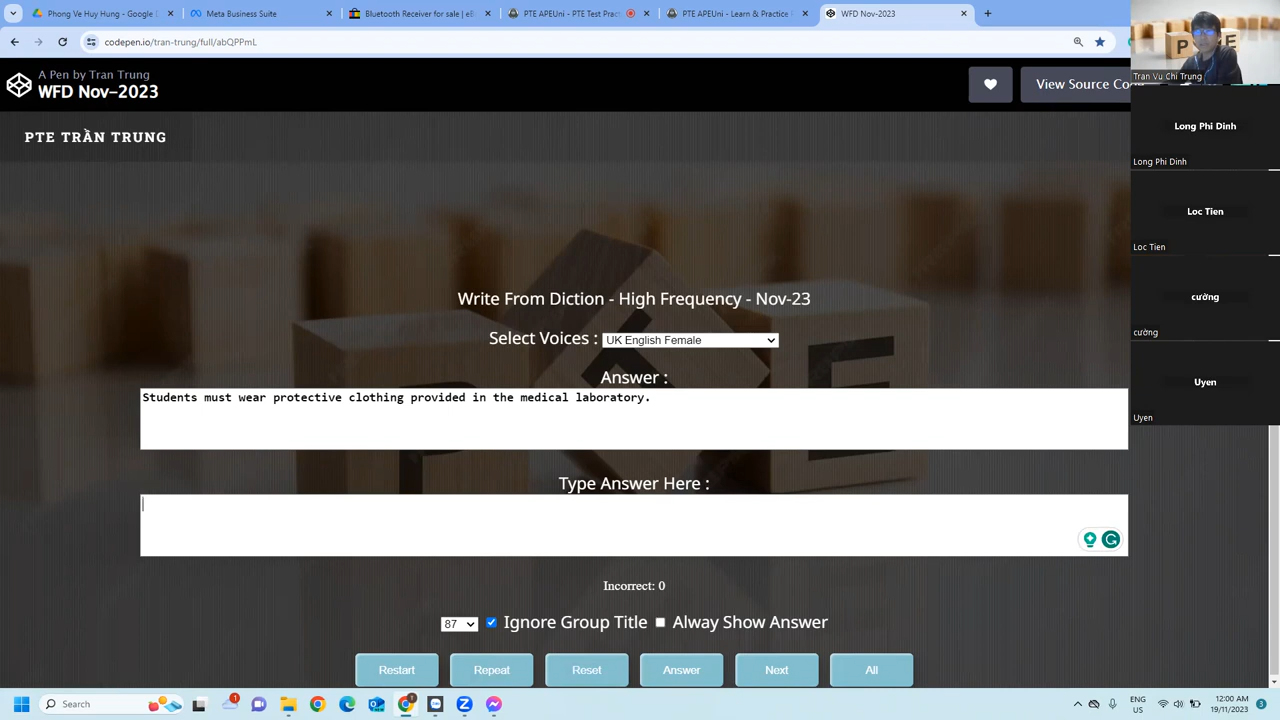 Phong Ve Huy Hung - Google D
Meta Business Suite
Bluetooth Receiver for sale | eB
PTE APEUni - PTE Test Pract
PTE APEUni - Learn & Practice P
WFD Nov-2023
codepen.io/tran-trung/full/abQPPmL
A Pen by Tran Trung
WFD Nov-2023
View Source Co
PTE TRẦN TRUNG
Tran Vu Chi Trung
Long Phi Dinh
Long Phi Dinh
Loc Tien
Loc Tien
cường
cường
Uyen
Uyen
Write From Diction - High Frequency - Nov-23
Select Voices : UK English Female
Answer :
Students must wear protective clothing provided in the medical laboratory.
Type Answer Here :
Incorrect: 0
87 Ignore Group Title Alway Show Answer
Restart Repeat Reset Answer Next All
Search
ENG
US
12:00 AM
19/11/2023